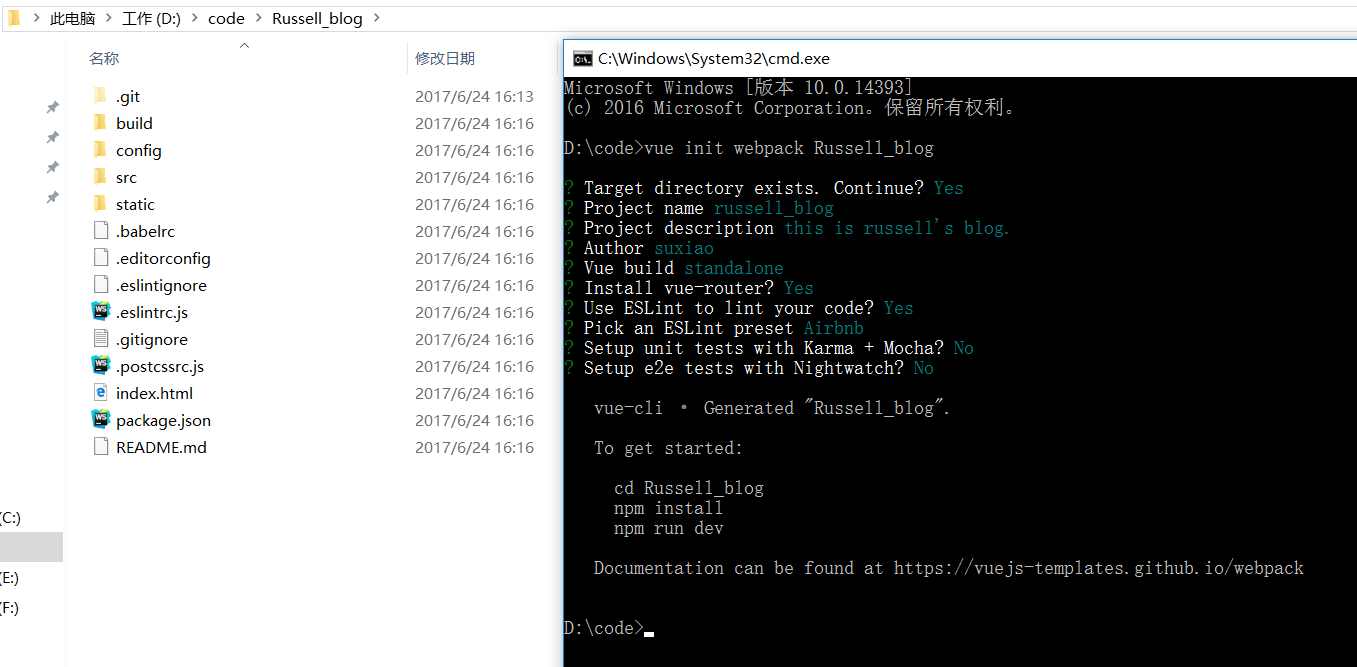 此电脑 > 工作 (D:) > code > Russell_blog >
名称 修改日期
.git 2017/6/24 16:13
build 2017/6/24 16:16
config 2017/6/24 16:16
src 2017/6/24 16:16
static 2017/6/24 16:16
.babelrc 2017/6/24 16:16
.editorconfig 2017/6/24 16:16
.eslintignore 2017/6/24 16:16
.eslintrc.js 2017/6/24 16:16
.gitignore 2017/6/24 16:16
.postcssrc.js 2017/6/24 16:16
index.html 2017/6/24 16:16
package.json 2017/6/24 16:16
README.md 2017/6/24 16:16
(C:)
(E:)
(F:)
C:\Windows\System32\cmd.exe
Microsoft Windows [版本 10.0.14393]
(c) 2016 Microsoft Corporation。保留所有权利。
D:\code>vue init webpack Russell_blog
? Target directory exists. Continue? Yes
? Project name russell_blog
? Project description this is russell's blog.
? Author suxiao
? Vue build standalone
? Install vue-router? Yes
? Use ESLint to lint your code? Yes
? Pick an ESLint preset Airbnb
? Setup unit tests with Karma + Mocha? No
? Setup e2e tests with Nightwatch? No
vue-cli · Generated "Russell_blog".
To get started:
cd Russell_blog
npm install
npm run dev
Documentation can be found at https://vuejs-templates.github.io/webpack
D:\code>